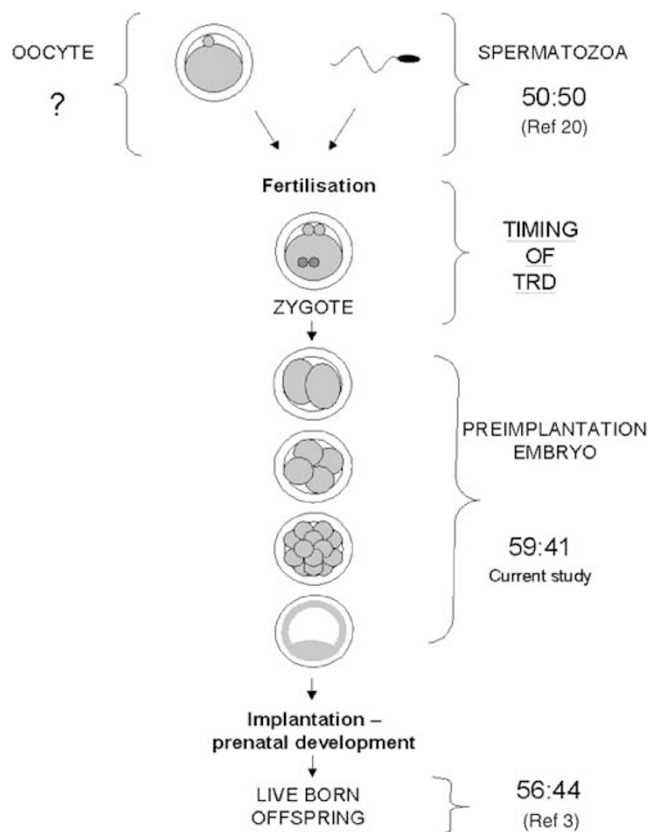 OOCYTE
?
SPERMATOZOA
50:50
(Ref 20)
Fertilisation
TIMING
OF
TRD
ZYGOTE
PREIMPLANTATION
EMBRYO
59:41
Current study
Implantation –
prenatal development
LIVE BORN
OFFSPRING
56:44
(Ref 3)